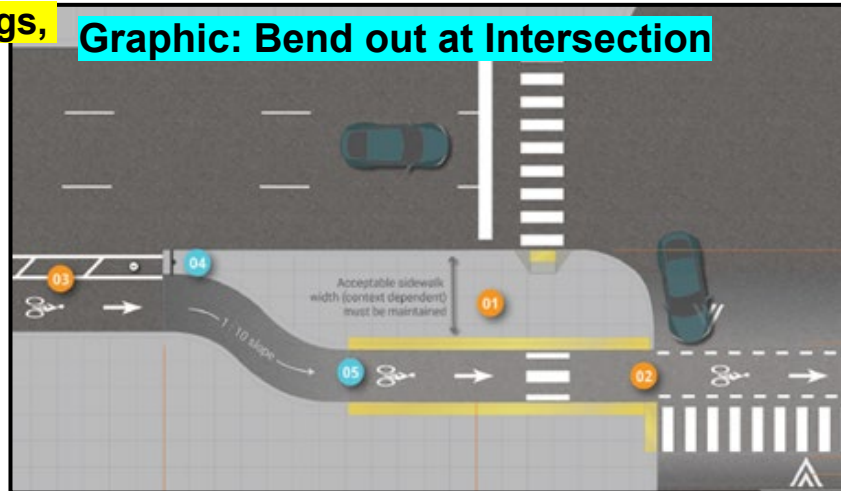 gs,
Graphic: Bend out at Intersection
04
03
Acceptable sidewalk
width (context dependent)
must be maintained
01
1:10 slope
05
02